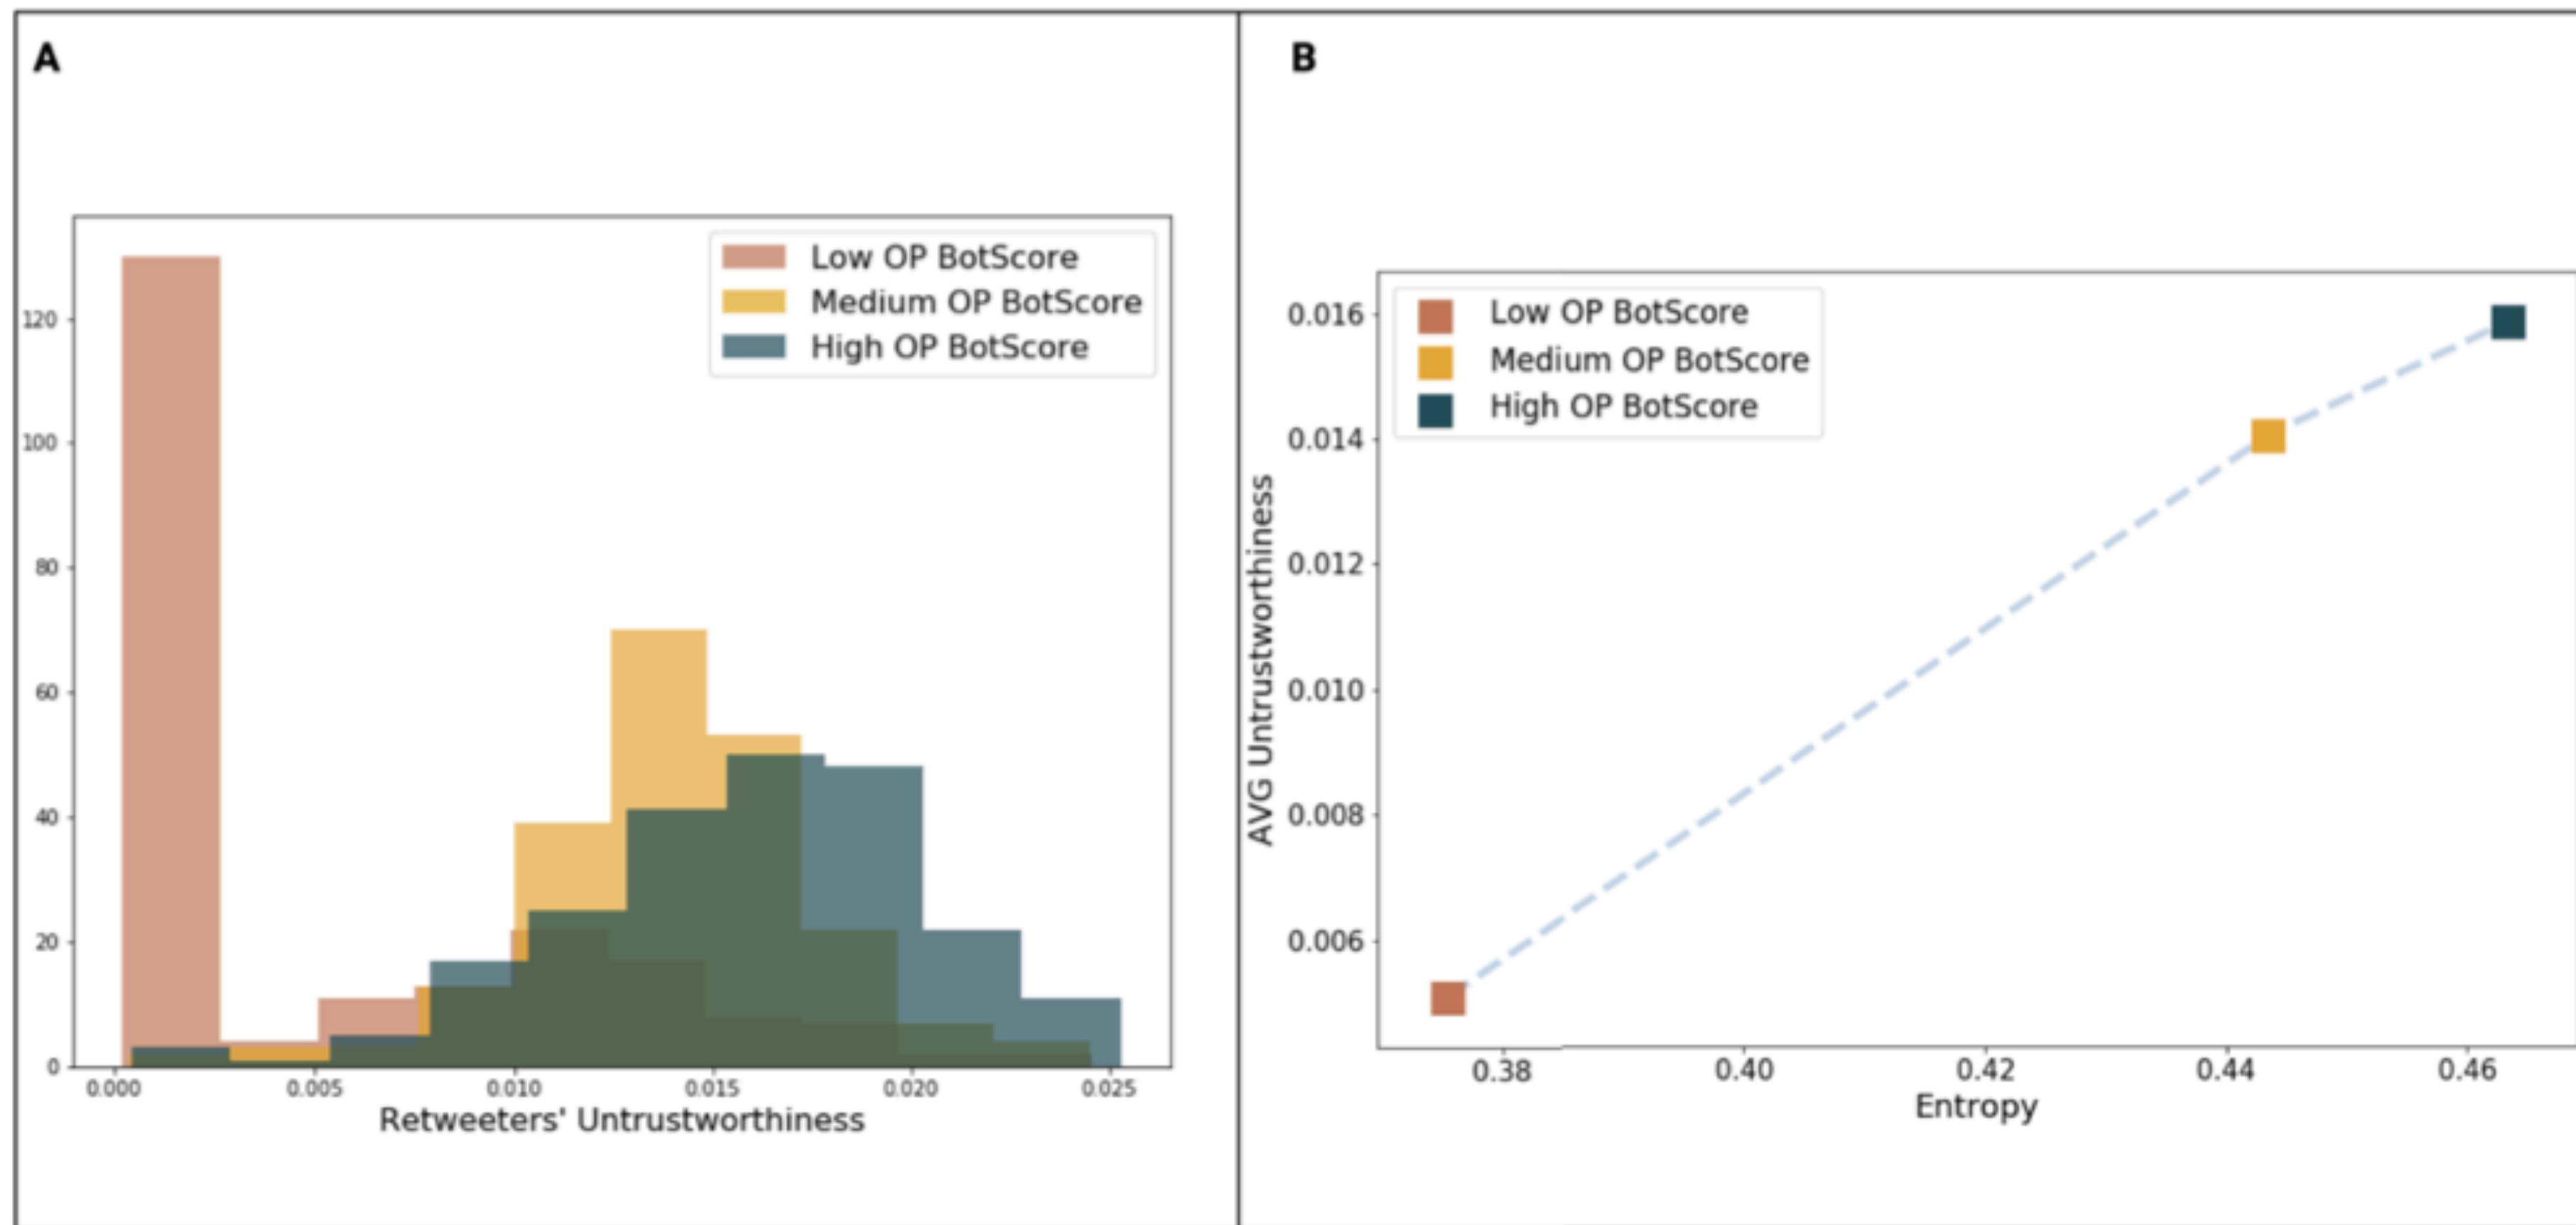 A
Low OP BotScore
Medium OP BotScore
High OP BotScore
120
100
80
60
40
20
0
0.000 0.005 0.010 0.015 0.020 0.025
Retweeters' Untrustworthiness
B
Low OP BotScore
Medium OP BotScore
High OP BotScore
AVG Untrustworthiness
0.016
0.014
0.012
0.010
0.008
0.006
0.38 0.40 0.42 0.44 0.46
Entropy